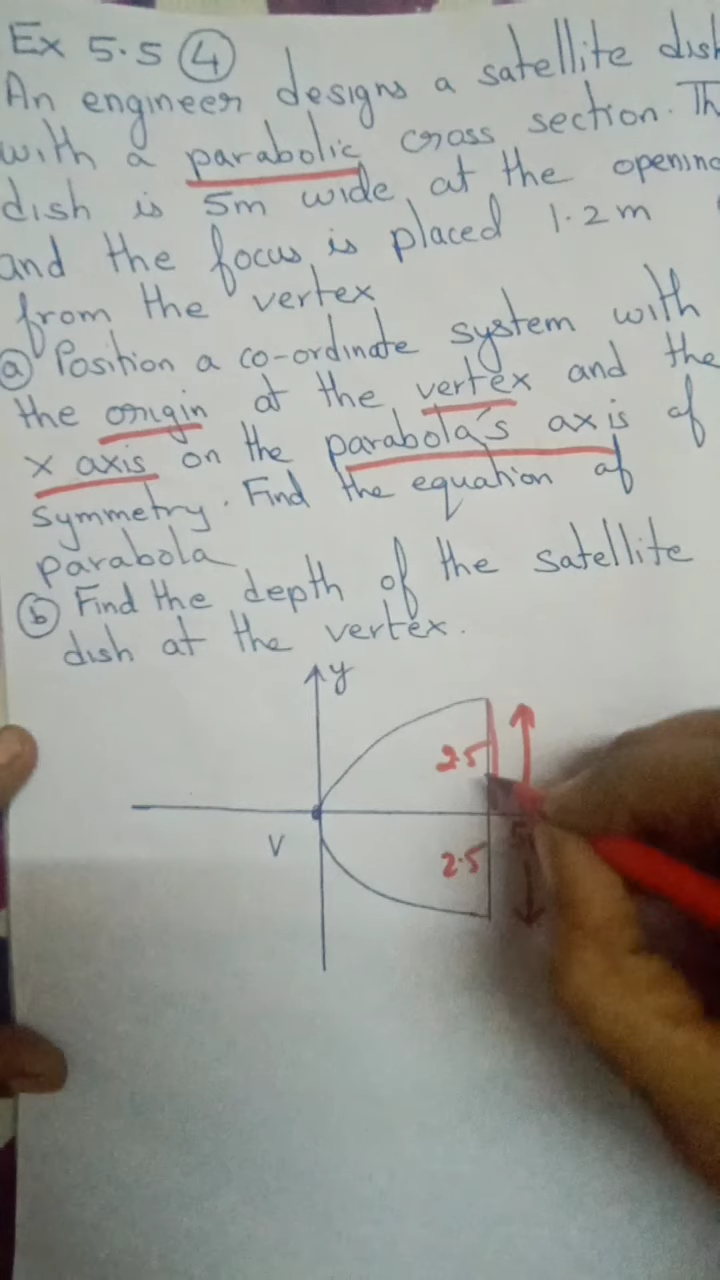 Ex 5.5 ④
An engineer designs a satellite dish
with a parabolic cross section. The
dish is 5m wide at the opening
and the focus is placed 1.2 m
from the vertex
ⓐ Position a co-ordinate system with
the origin at the vertex and the
x axis on the parabola's axis of
symmetry. Find the equation of
parabola
ⓑ Find the depth of the satellite
dish at the vertex.
y
2.5
V
5
2.5